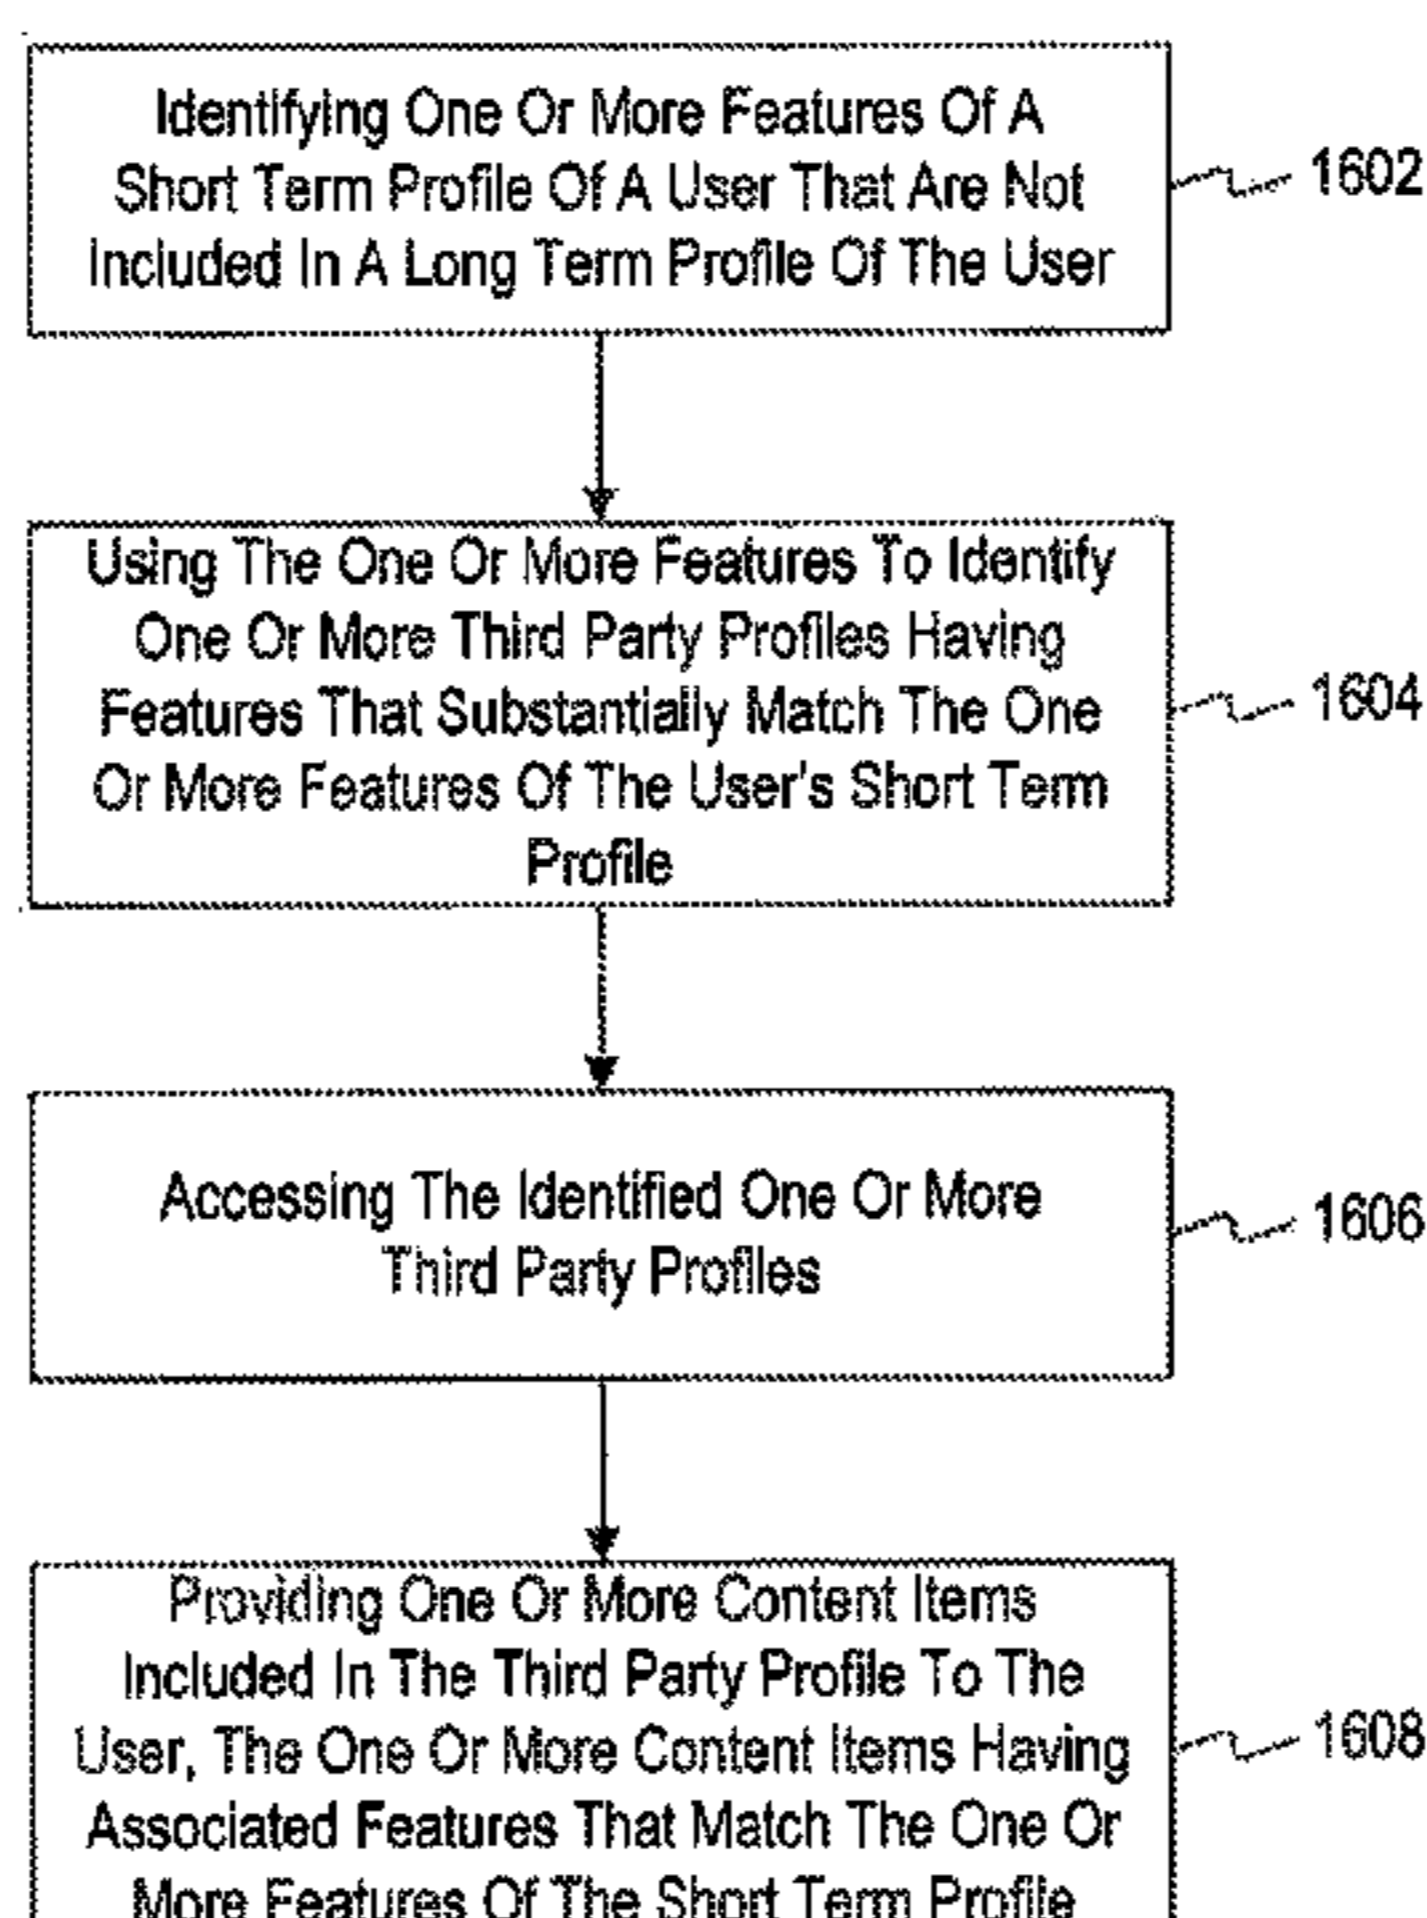 Identifying One Or More Features Of A
Short Term Profile Of A User That Are Not
Included In A Long Term Profile Of The User
1602
Using The One Or More Features To Identify
One Or More Third Party Profiles Having
Features That Substantially Match The One
Or More Features Of The User's Short Term
Profile
1604
Accessing The Identified One Or More
Third Party Profiles
1606
Providing One Or More Content Items
Included In The Third Party Profile To The
User, The One Or More Content Items Having
Associated Features That Match The One Or
More Features Of The Short Term Profile
1608